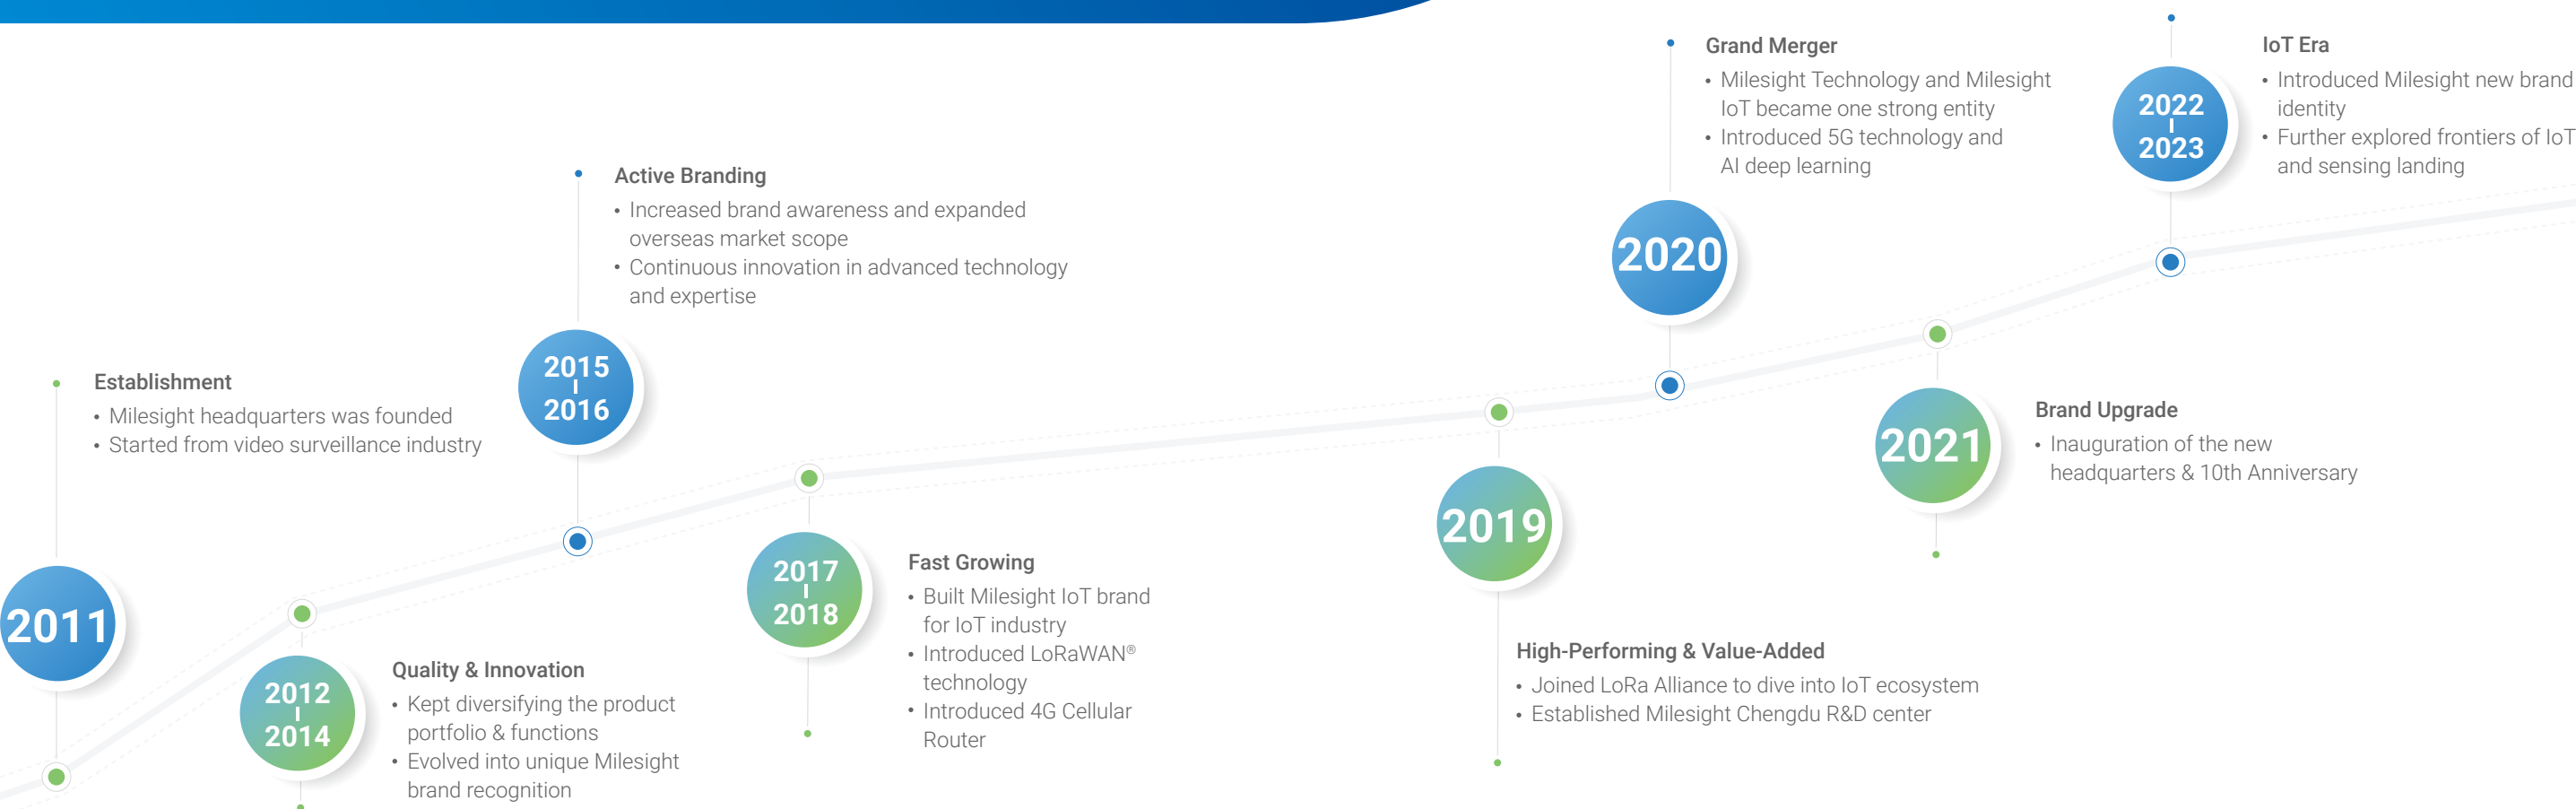 2011
Establishment
• Milesight headquarters was founded
• Started from video surveillance industry
2012
2014
Quality & Innovation
• Kept diversifying the product
portfolio & functions
• Evolved into unique Milesight
brand recognition
2015
2016
Active Branding
• Increased brand awareness and expanded
overseas market scope
• Continuous innovation in advanced technology
and expertise
2017
2018
Fast Growing
• Built Milesight IoT brand
for IoT industry
• Introduced LoRaWAN®
technology
• Introduced 4G Cellular
Router
2019
High-Performing & Value-Added
• Joined LoRa Alliance to dive into IoT ecosystem
• Established Milesight Chengdu R&D center
2020
Grand Merger
• Milesight Technology and Milesight
IoT became one strong entity
• Introduced 5G technology and
AI deep learning
2021
Brand Upgrade
• Inauguration of the new
headquarters & 10th Anniversary
2022
2023
IoT Era
• Introduced Milesight new brand
identity
• Further explored frontiers of IoT
and sensing landing